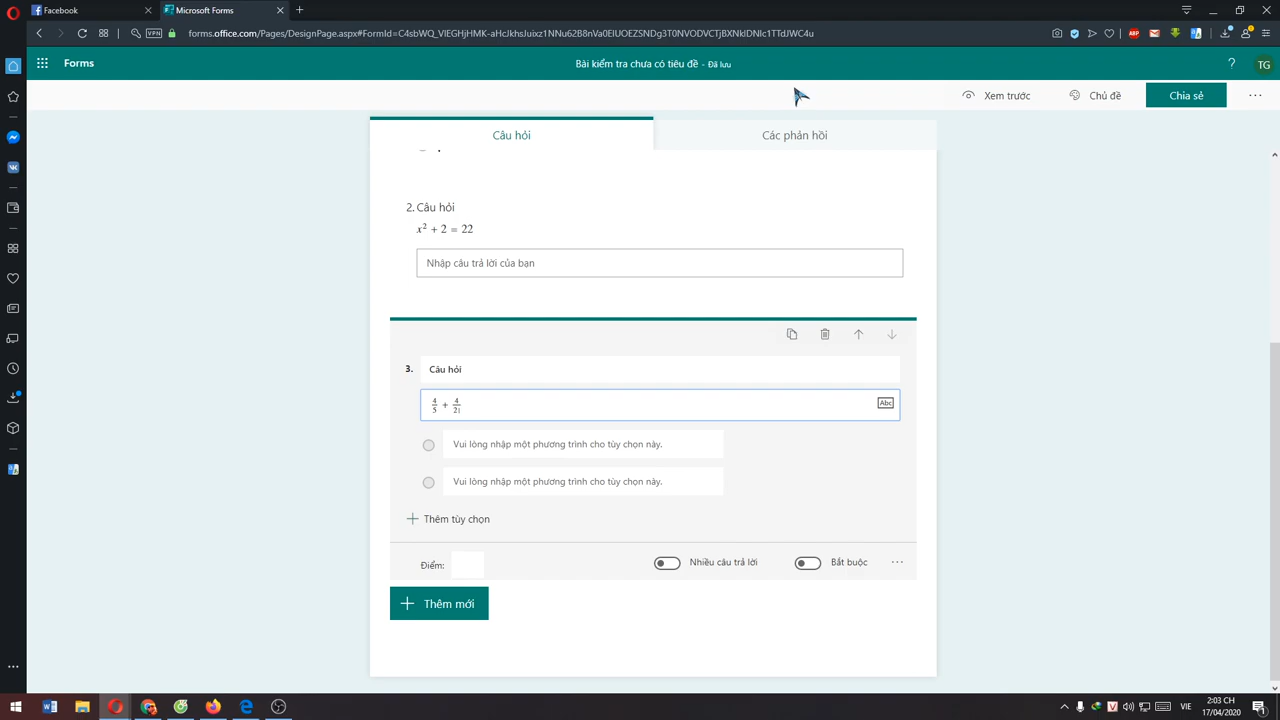 Facebook
Microsoft Forms
VPN
forms.office.com/Pages/DesignPage.aspx#FormId=
ABP
Forms
Bài kiểm tra chưa có tiêu đề - Đã lưu
?
TG
Xem trước
Chủ đề
Chia sẻ
Câu hỏi
Các phản hồi
2. Câu hỏi
x² + 2 = 22
Nhập câu trả lời của bạn
3.
Câu hỏi
4/5 + 4/2
Abc
Vui lòng nhập một phương trình cho tùy chọn này.
Vui lòng nhập một phương trình cho tùy chọn này.
Thêm tùy chọn
Điểm:
Nhiều câu trả lời
Bắt buộc
Thêm mới
VIE
2:03 CH
17/04/2020